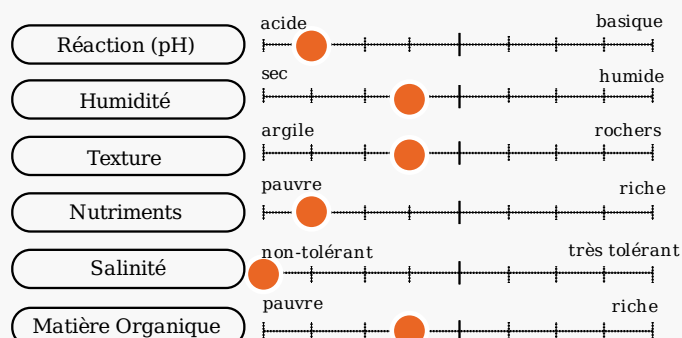 acide
basique
Réaction (pH)
sec
humide
Humidité
argile
rochers
Texture
pauvre
riche
Nutriments
non-tolérant
très tolérant
Salinité
pauvre
riche
Matière Organique